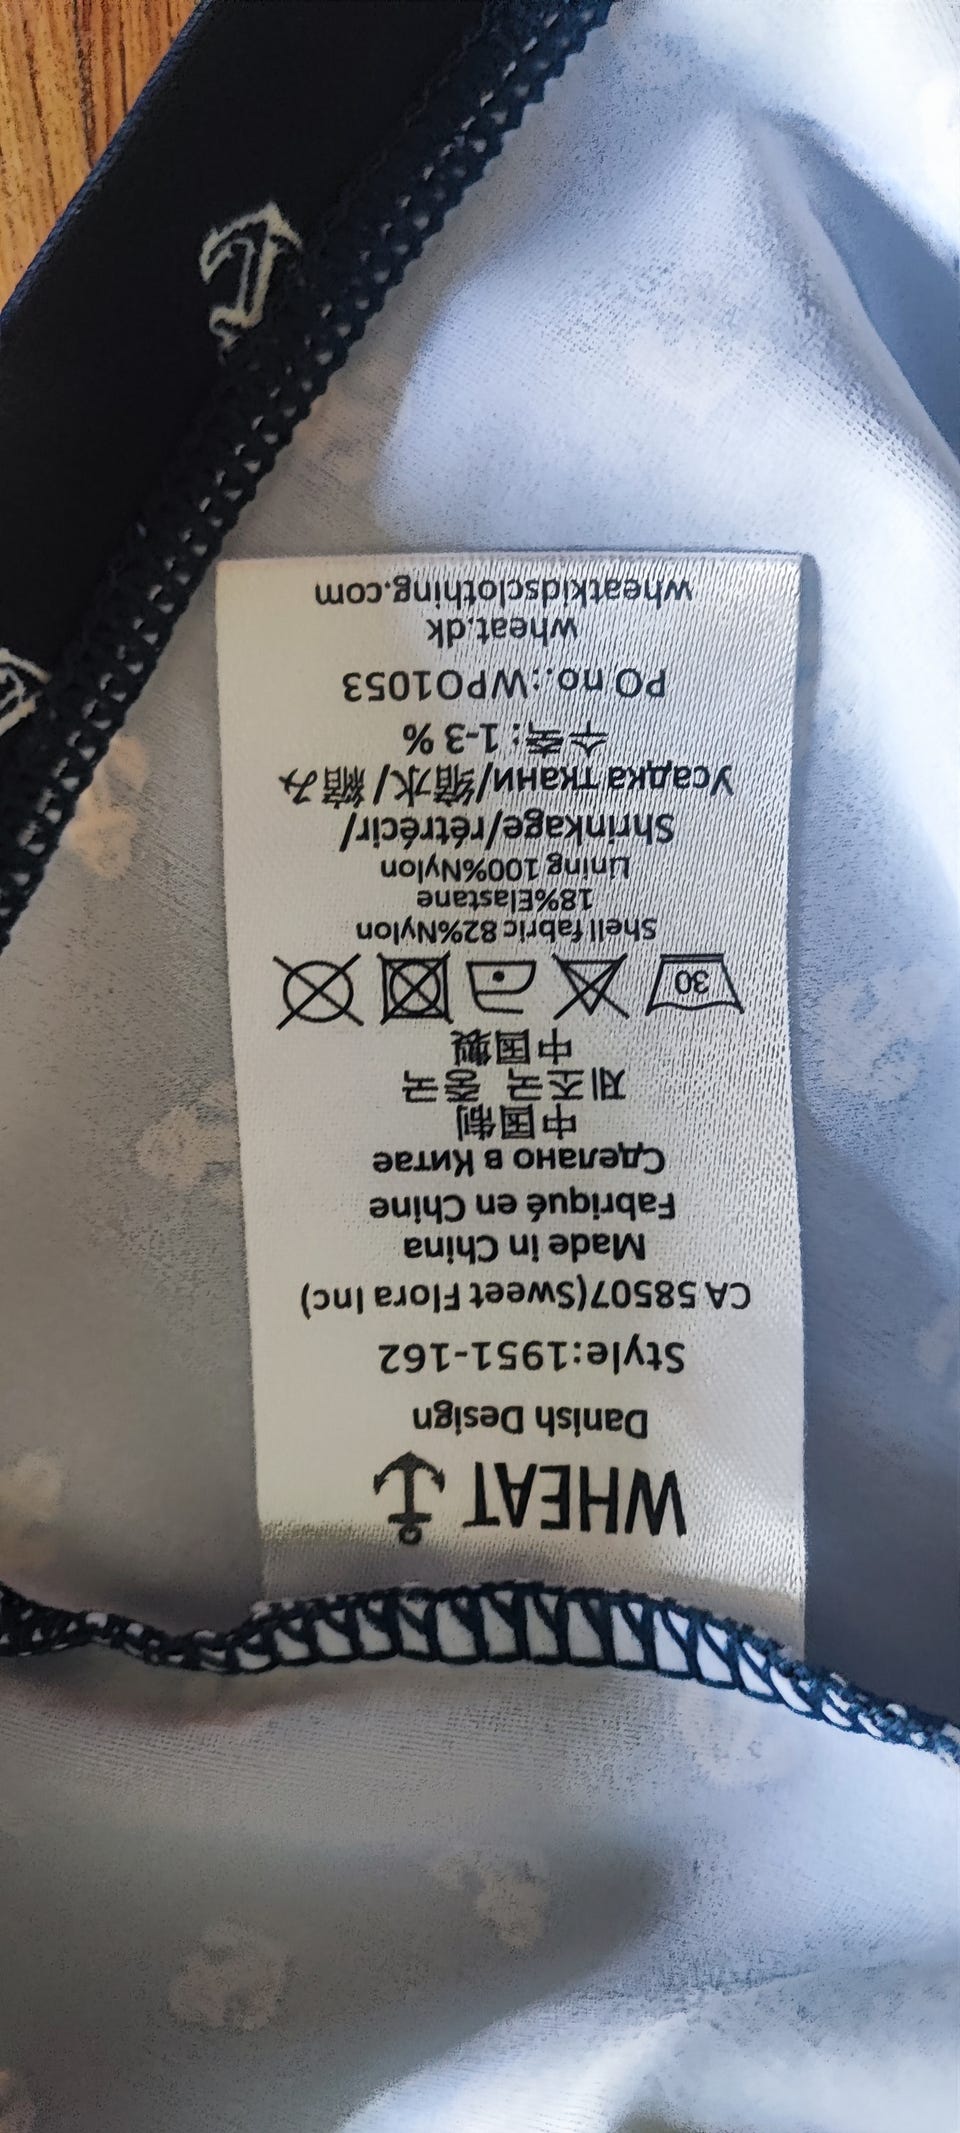 WHEAT
Danish Design
Style:1951-162
CA 58507(Sweet Flora Inc)
Made in China
Fabriqué en Chine
Сделано в Китае
中国制
제조국 중국
中国製
30
Shell fabric 82%Nylon
18%Elastane
Lining 100%Nylon
Shrinkage/rétrécir/
Усадка ткани/缩水/縮み
수축: 1-3 %
PO no.:WPO1053
wheat.dk
wheatkidsclothing.com